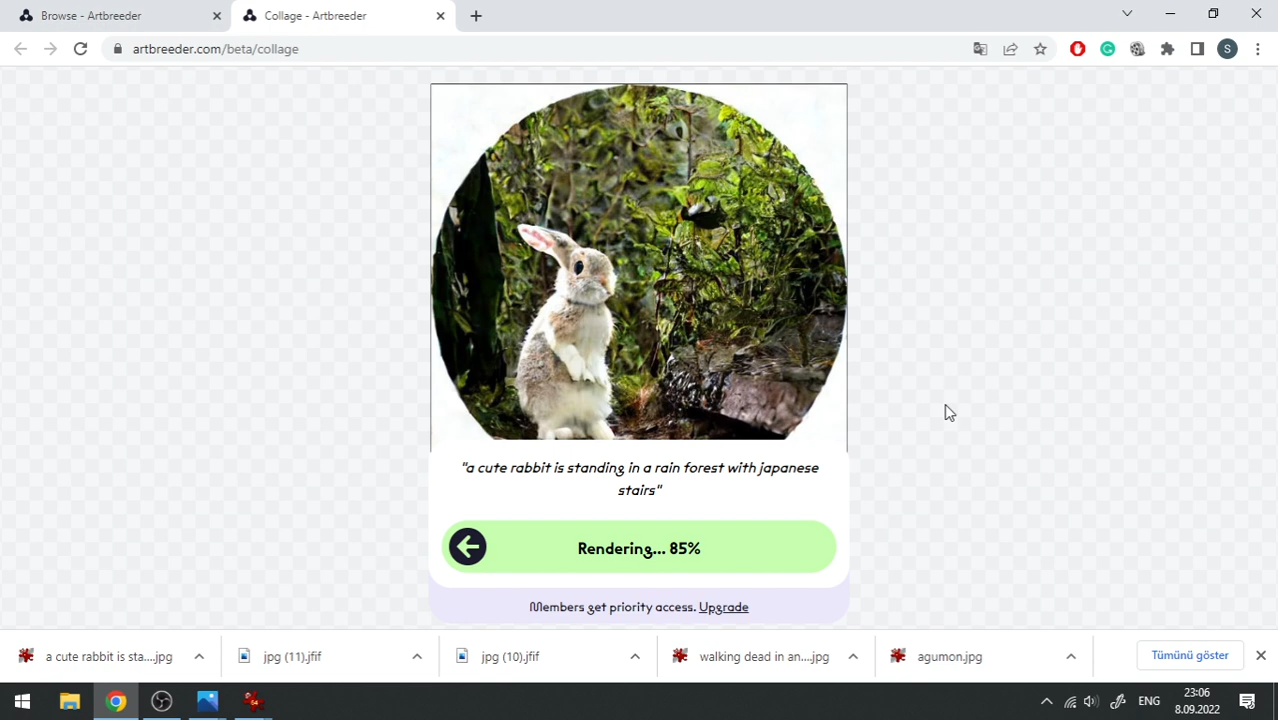 Browse - Artbreeder
Collage - Artbreeder
artbreeder.com/beta/collage
S
"a cute rabbit is standing in a rain forest with japanese
stairs"
Rendering... 85%
Members get priority access. Upgrade
a cute rabbit is sta....jpg
jpg (11).jfif
jpg (10).jfif
walking dead in an....jpg
agumon.jpg
Tümünü göster
64
ENG
23:06
8.09.2022